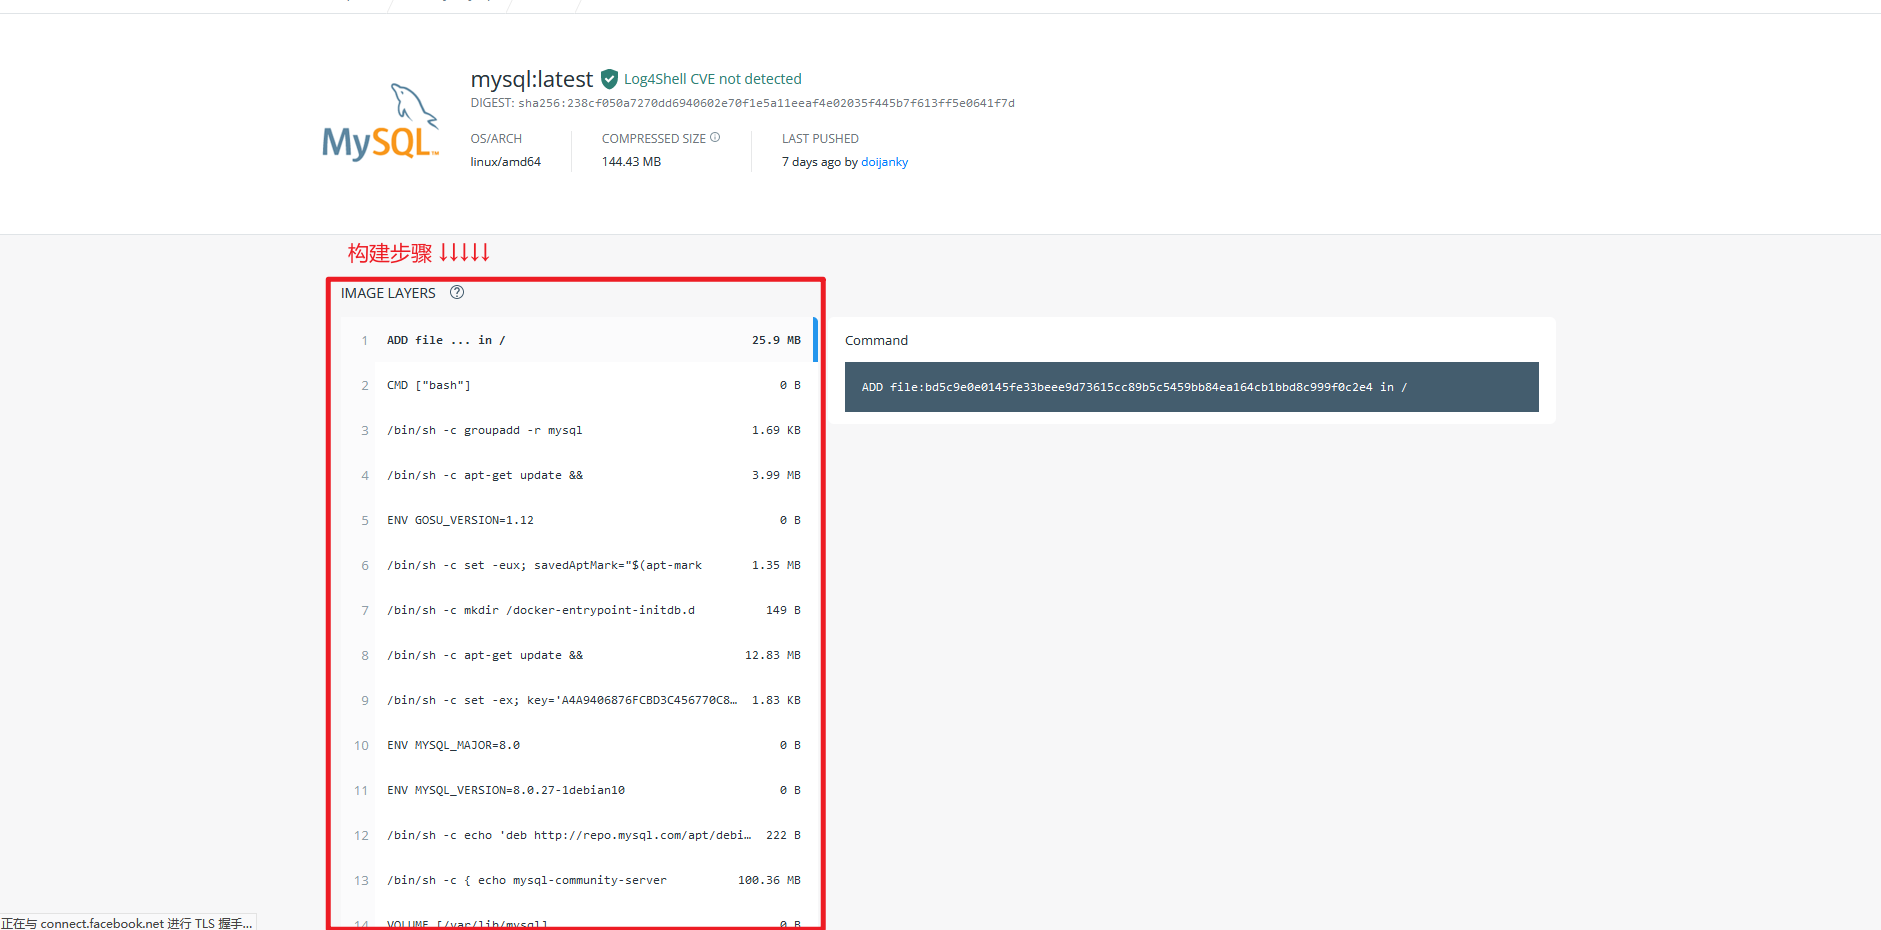 mysql:latest Log4Shell CVE not detected
DIGEST: sha256:238cf050a7270dd6940602e70f1e5a11eeaf4e02035f445b7f613ff5e0641f7d
MySQL™
OS/ARCH
linux/amd64
COMPRESSED SIZE
144.43 MB
LAST PUSHED
7 days ago by doijanky
构建步骤 ↓↓↓↓↓
IMAGE LAYERS ?
1 ADD file ... in / 25.9 MB
2 CMD ["bash"] 0 B
3 /bin/sh -c groupadd -r mysql 1.69 KB
4 /bin/sh -c apt-get update && 3.99 MB
5 ENV GOSU_VERSION=1.12 0 B
6 /bin/sh -c set -eux; savedAptMark="$(apt-mark 1.35 MB
7 /bin/sh -c mkdir /docker-entrypoint-initdb.d 149 B
8 /bin/sh -c apt-get update && 12.83 MB
9 /bin/sh -c set -ex; key='A4A9406876FCBD3C456770C8… 1.83 KB
10 ENV MYSQL_MAJOR=8.0 0 B
11 ENV MYSQL_VERSION=8.0.27-1debian10 0 B
12 /bin/sh -c echo 'deb http://repo.mysql.com/apt/debi… 222 B
13 /bin/sh -c { echo mysql-community-server 100.36 MB
14 VOLUME [/var/lib/mysql] 0 B
Command
ADD file:bd5c9e0e0145fe33beee9d73615cc89b5c5459bb84ea164cb1bbd8c999f0c2e4 in /
正在与 connect.facebook.net 进行 TLS 握手...